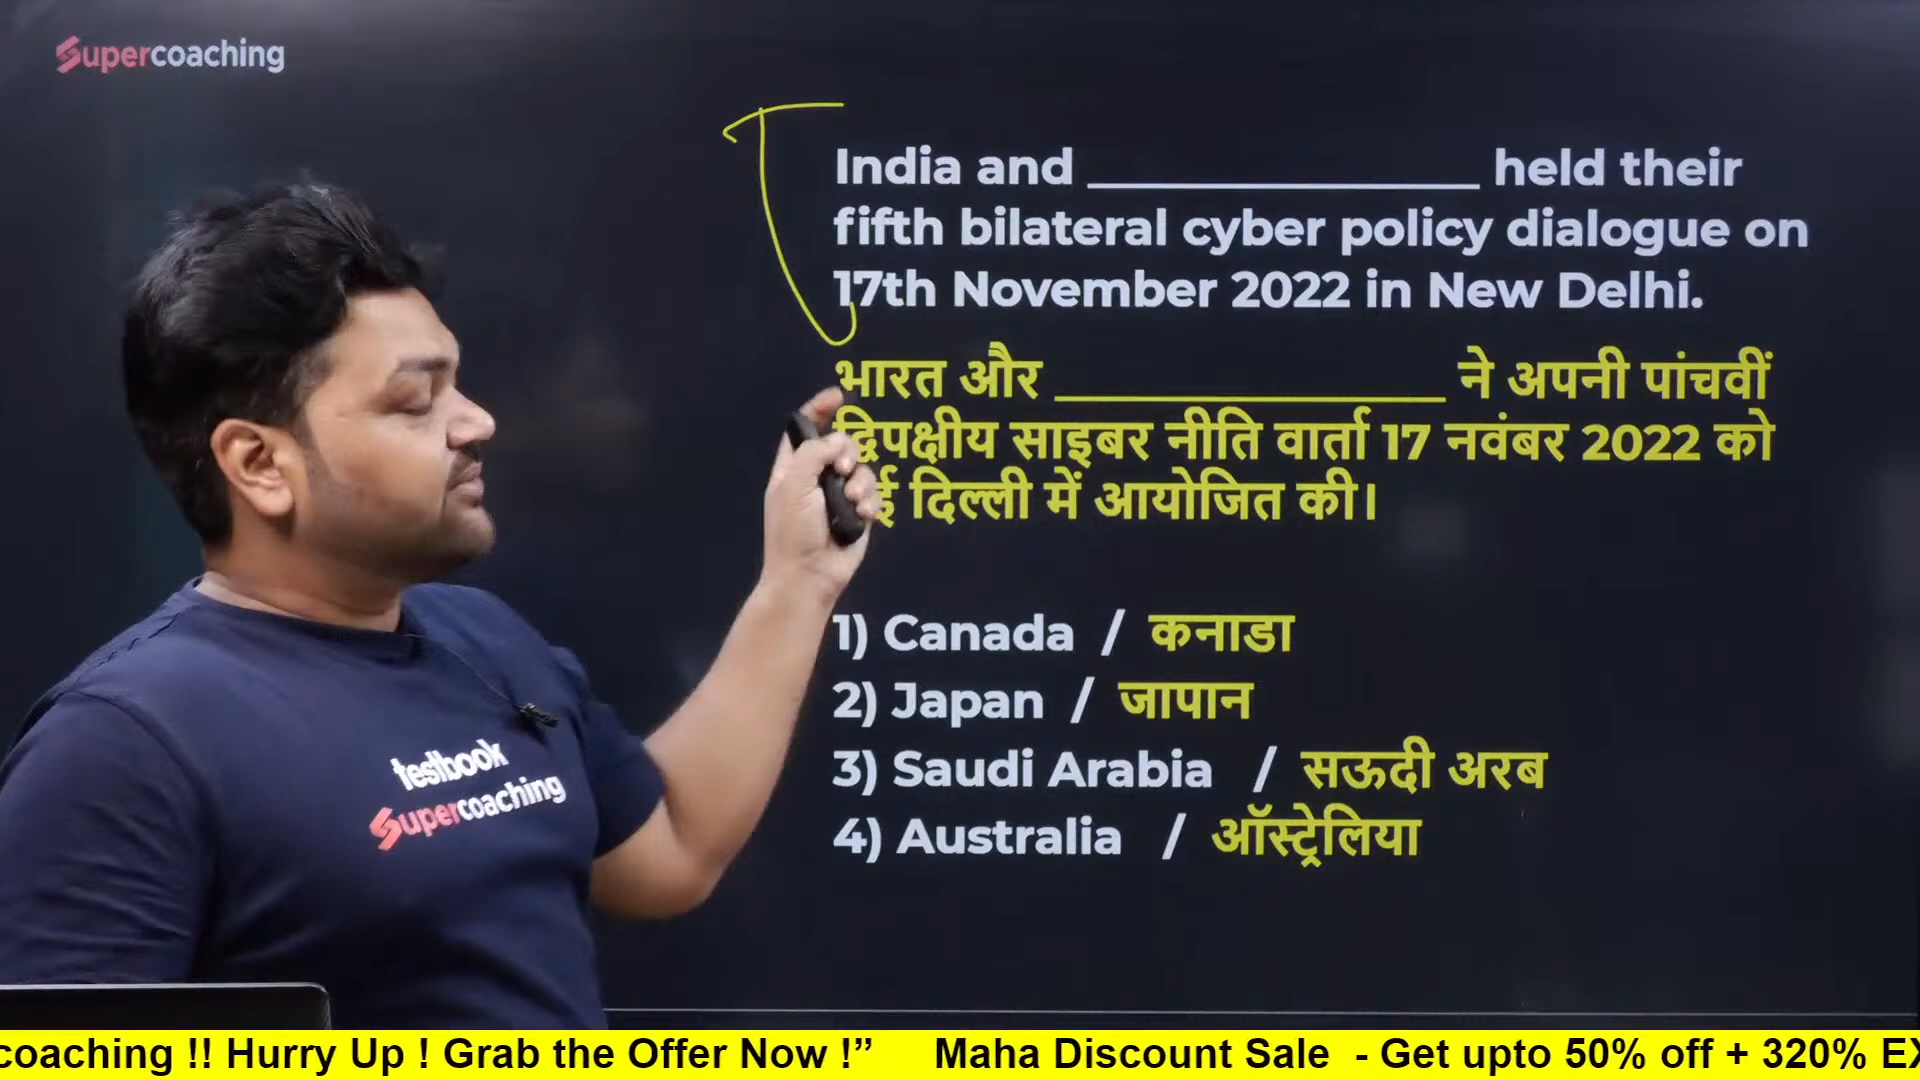 Supercoaching
India and ________________ held their
fifth bilateral cyber policy dialogue on
17th November 2022 in New Delhi.
भारत और ________________ ने अपनी पांचवीं
द्विपक्षीय साइबर नीति वार्ता 17 नवंबर 2022 को
दिल्ली में आयोजित की।
1) Canada / कनाडा
2) Japan / जापान
3) Saudi Arabia / सऊदी अरब
4) Australia / ऑस्ट्रेलिया
testbook
Supercoaching
coaching !! Hurry Up ! Grab the Offer Now !” Maha Discount Sale - Get upto 50% off + 320%